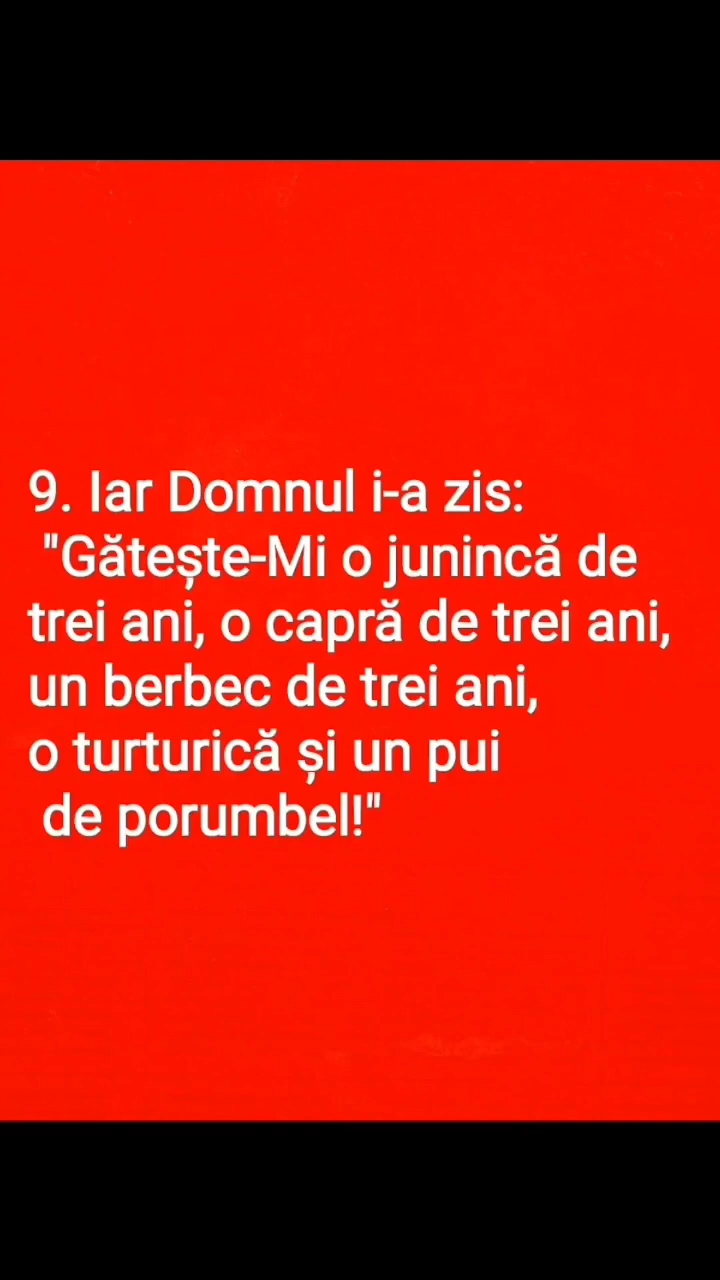 9. Iar Domnul i-a zis:
"Gătește-Mi o junincă de
trei ani, o capră de trei ani,
un berbec de trei ani,
o turturică și un pui
de porumbel!"